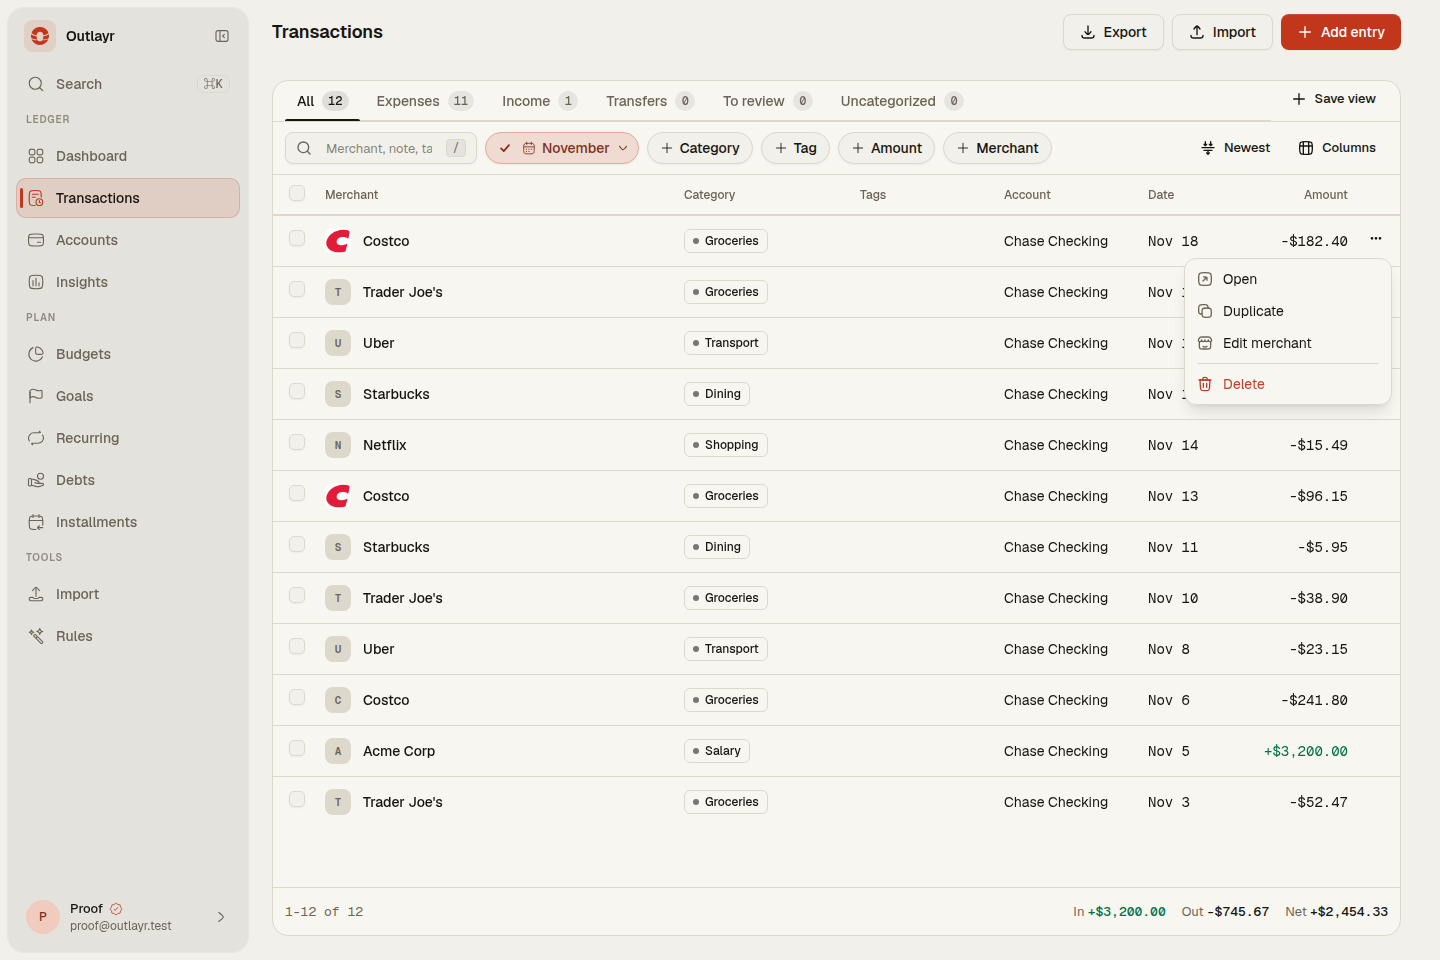 Outlayr
Search ⌘K
LEDGER
Dashboard
Transactions
Accounts
Insights
PLAN
Budgets
Goals
Recurring
Debts
Installments
TOOLS
Import
Rules
P Proof
proof@outlayr.test
Transactions
Export Import Add entry
All 12 Expenses 11 Income 1 Transfers 0 To review 0 Uncategorized 0 Save view
Merchant, note, ta / November Category Tag Amount Merchant Newest Columns
Merchant Category Tags Account Date Amount
Costco Groceries Chase Checking Nov 18 -$182.40
T Trader Joe's Groceries Chase Checking Nov
U Uber Transport Chase Checking Nov
S Starbucks Dining Chase Checking Nov
Open
Duplicate
Edit merchant
Delete
N Netflix Shopping Chase Checking Nov 14 -$15.49
Costco Groceries Chase Checking Nov 13 -$96.15
S Starbucks Dining Chase Checking Nov 11 -$5.95
T Trader Joe's Groceries Chase Checking Nov 10 -$38.90
U Uber Transport Chase Checking Nov 8 -$23.15
C Costco Groceries Chase Checking Nov 6 -$241.80
A Acme Corp Salary Chase Checking Nov 5 +$3,200.00
T Trader Joe's Groceries Chase Checking Nov 3 -$52.47
1-12 of 12 In +$3,200.00 Out -$745.67 Net +$2,454.33